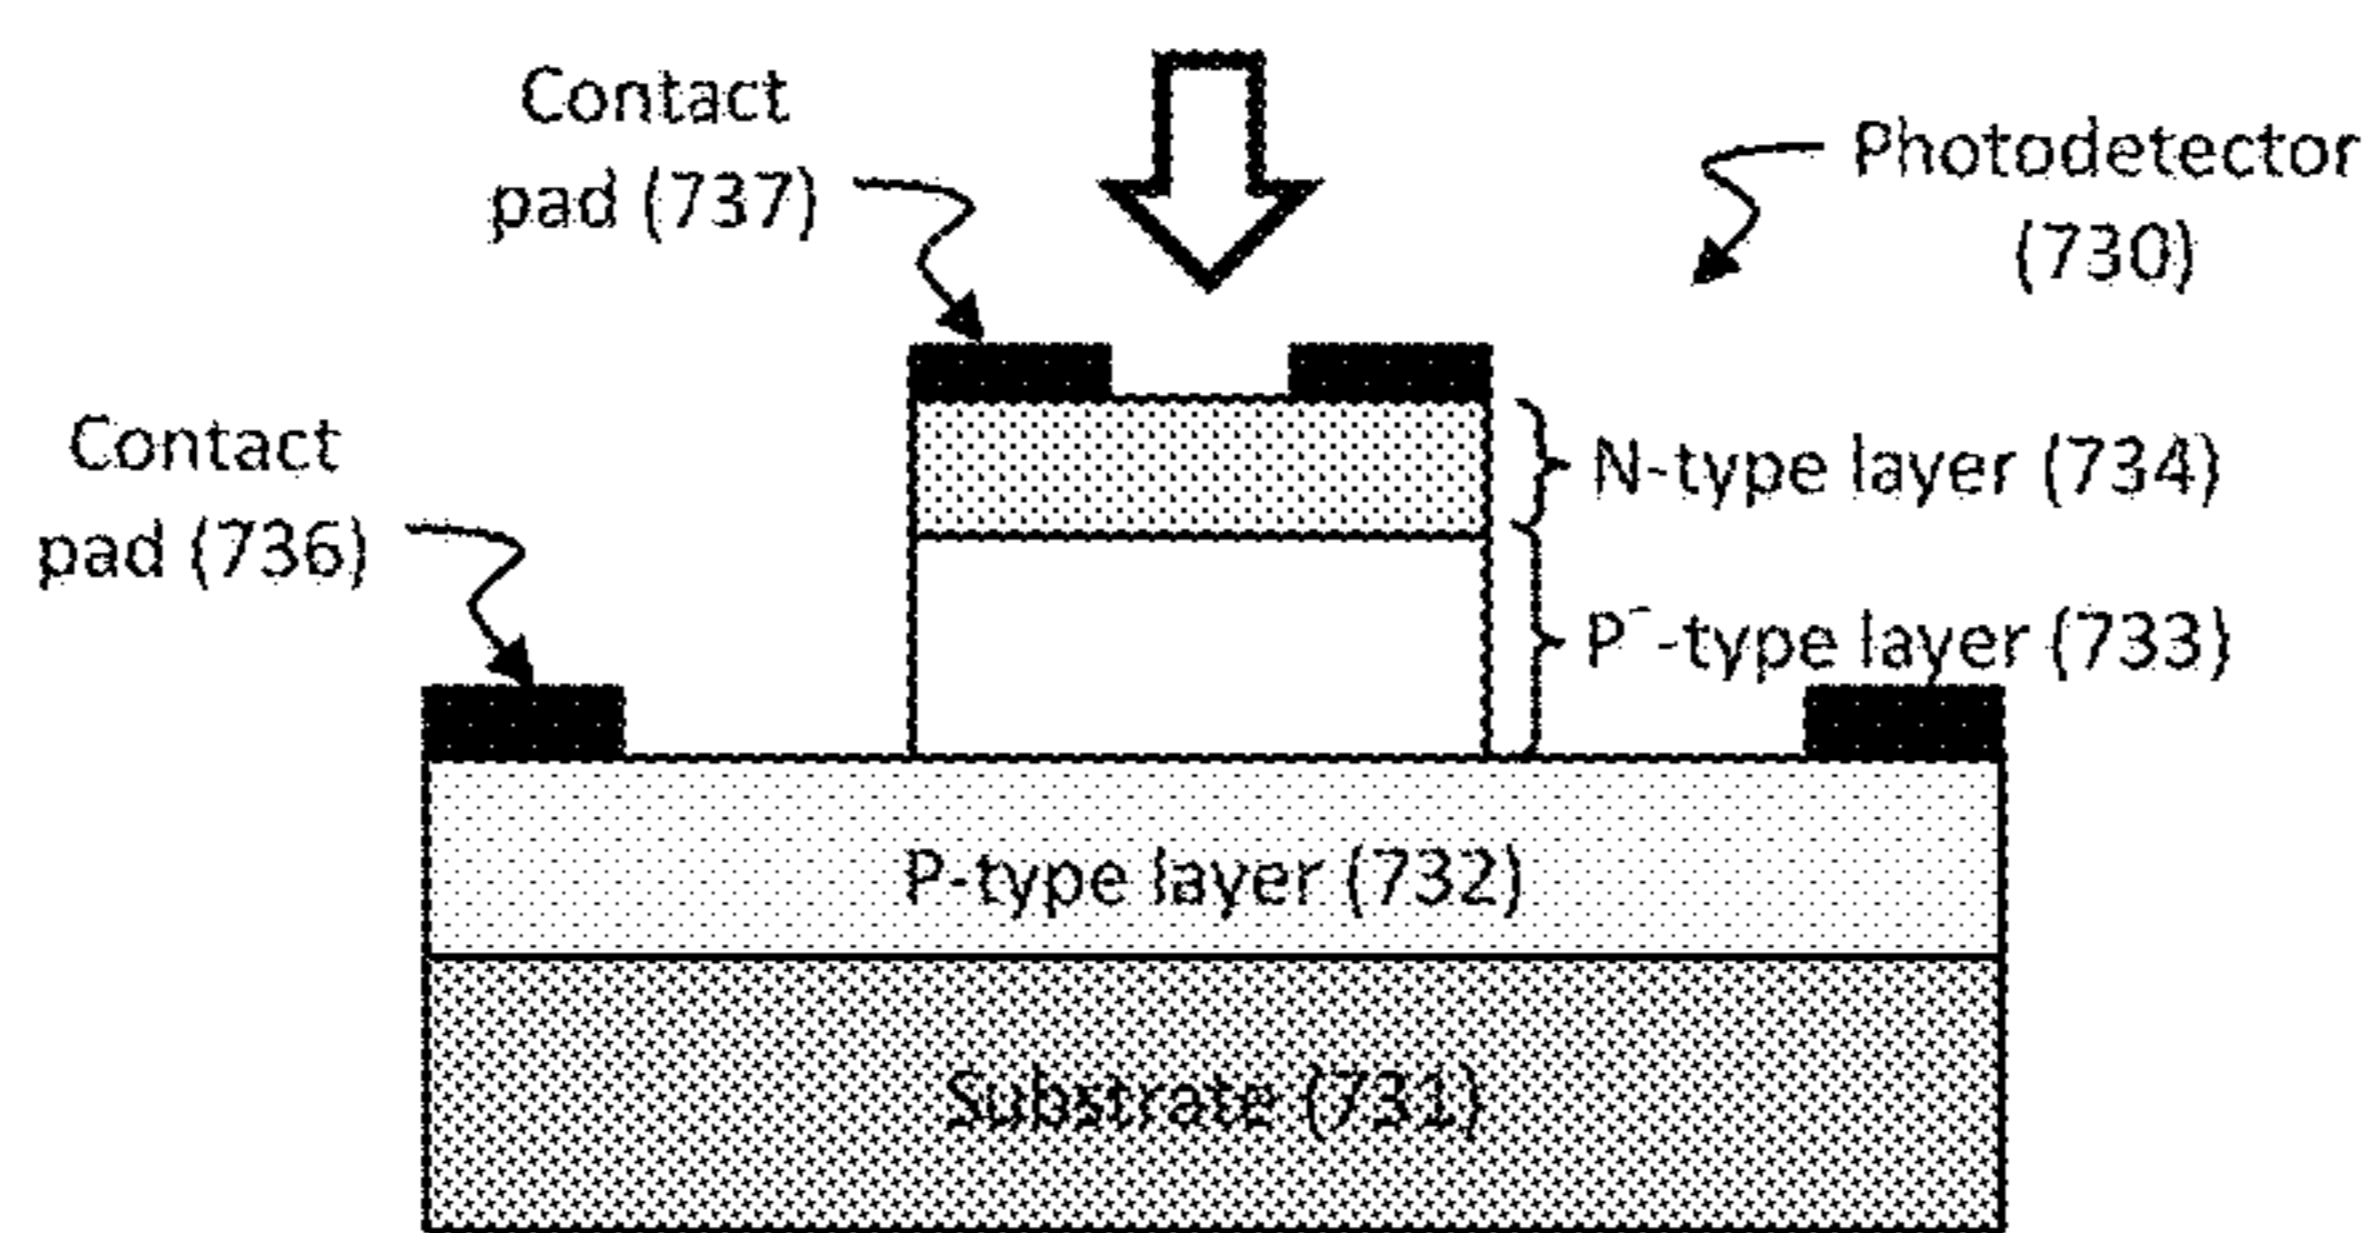 Contact
pad (737)
Photodetector
(730)
Contact
pad (736)
N-type layer (734)
P⁻-type layer (733)
P-type layer (732)
Substrate (731)